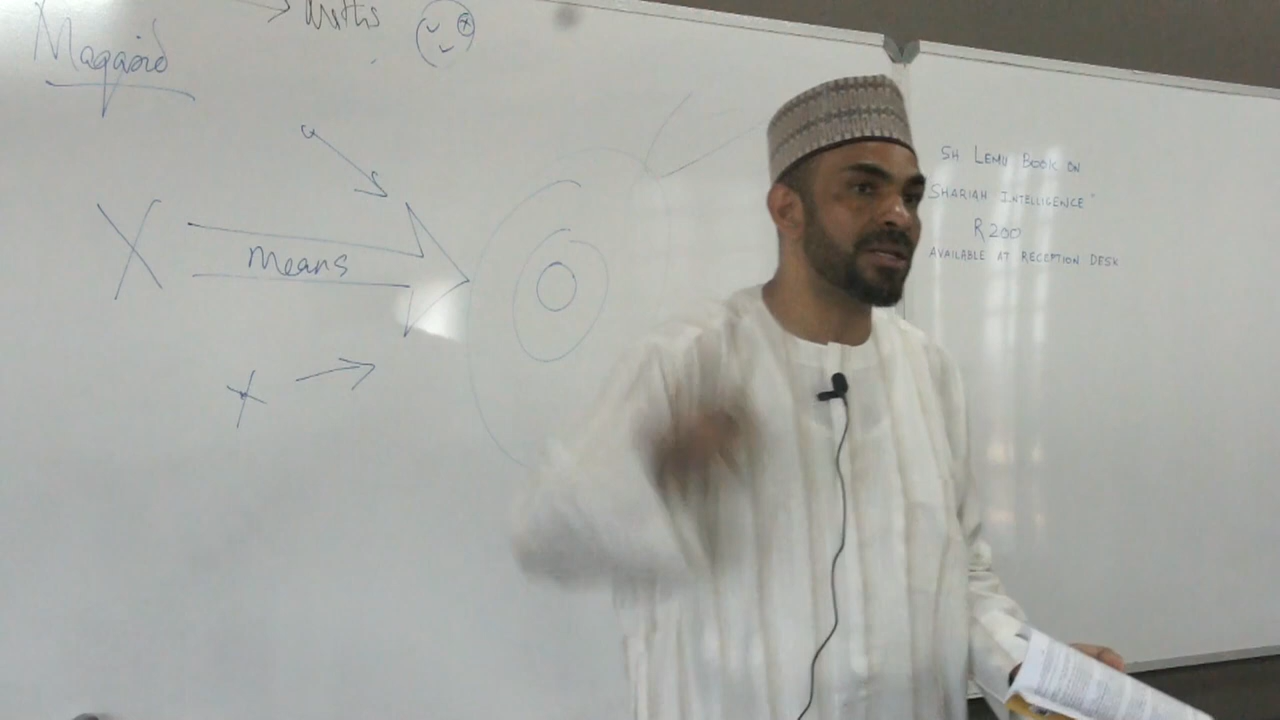 Maqasid
Means
SH LEMU BOOK ON
SHARIAH INTELLIGENCE"
R200
AVAILABLE AT RECEPTION DESK